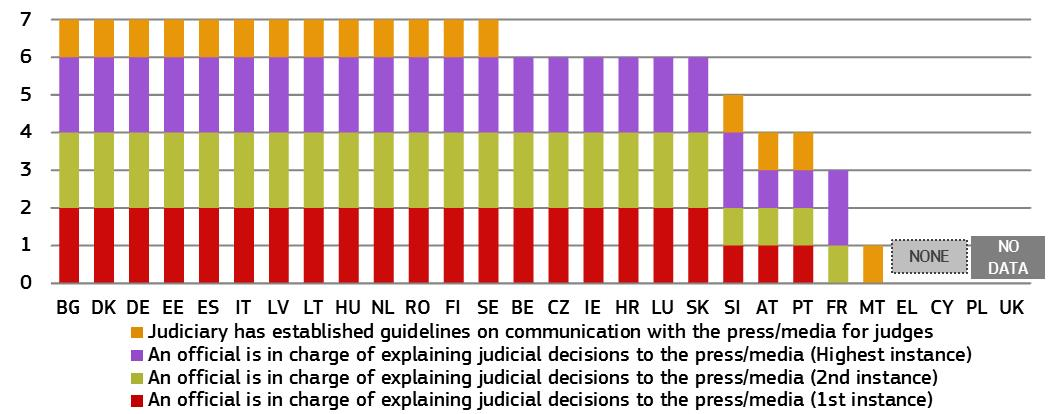 7
6
5
4
3
2
1
0
NONE
NO
DATA
BG DK DE EE ES IT LV LT HU NL RO FI SE BE CZ IE HR LU SK SI AT PT FR MT EL CY PL UK
Judiciary has established guidelines on communication with the press/media for judges
An official is in charge of explaining judicial decisions to the press/media (Highest instance)
An official is in charge of explaining judicial decisions to the press/media (2nd instance)
An official is in charge of explaining judicial decisions to the press/media (1st instance)